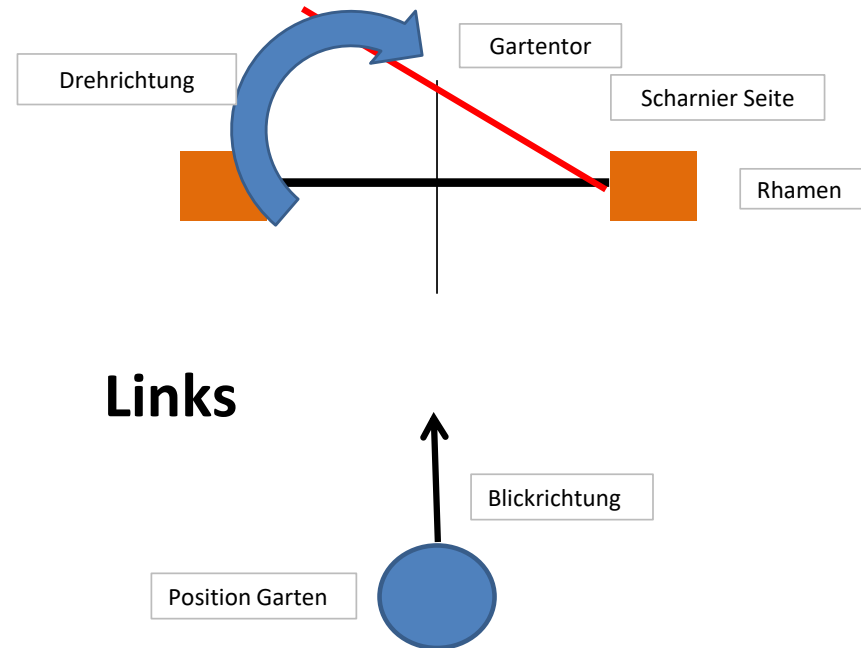 Gartentor
Drehrichtung
Scharnier Seite
Rhamen
Links
Blickrichtung
Position Garten